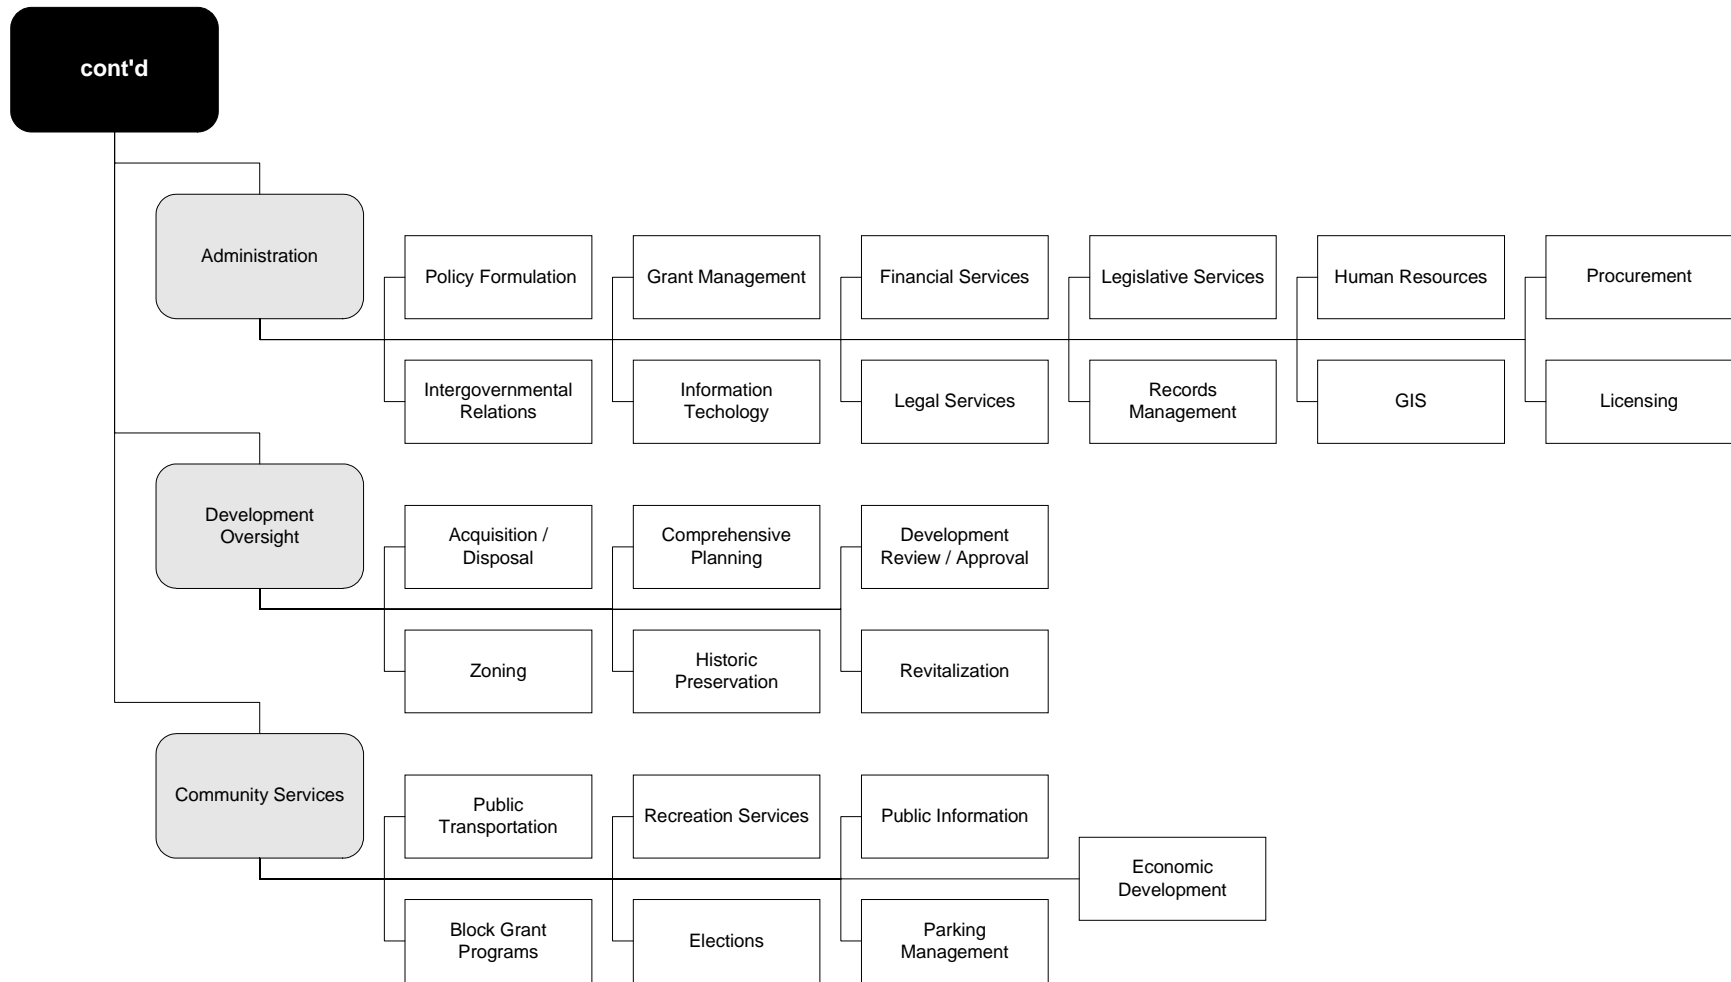 cont'd
Administration
Policy Formulation
Grant Management
Financial Services
Legislative Services
Human Resources
Procurement
Intergovernmental
Relations
Information
Techology
Legal Services
Records
Management
GIS
Licensing
Development
Oversight
Acquisition /
Disposal
Comprehensive
Planning
Development
Review / Approval
Zoning
Historic
Preservation
Revitalization
Community Services
Public
Transportation
Recreation Services
Public Information
Economic
Development
Block Grant
Programs
Elections
Parking
Management